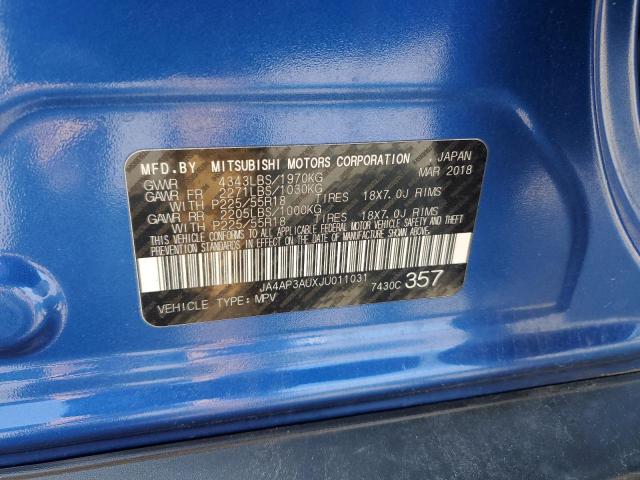 MFD.BY MITSUBISHI MOTORS CORPORATION , JAPAN
GVWR 4343LBS/1970KG MAR 2018
GAWR FR 2271LBS/1030KG
WITH P225/55R18 TIRES 18X7.0J RIMS
GAWR RR 2205LBS/1000KG
WITH P225/55R18 TIRES 18X7.0J RIMS
THIS VEHICLE CONFORMS TO ALL APPLICABLE FEDERAL MOTOR VEHICLE SAFETY AND THEFT
PREVENTION STANDARDS IN EFFECT ON THE DATE OF MANUFACTURE SHOWN ABOVE.
JA4AP3AUXJU011031 7430C 357
VEHICLE TYPE: MPV